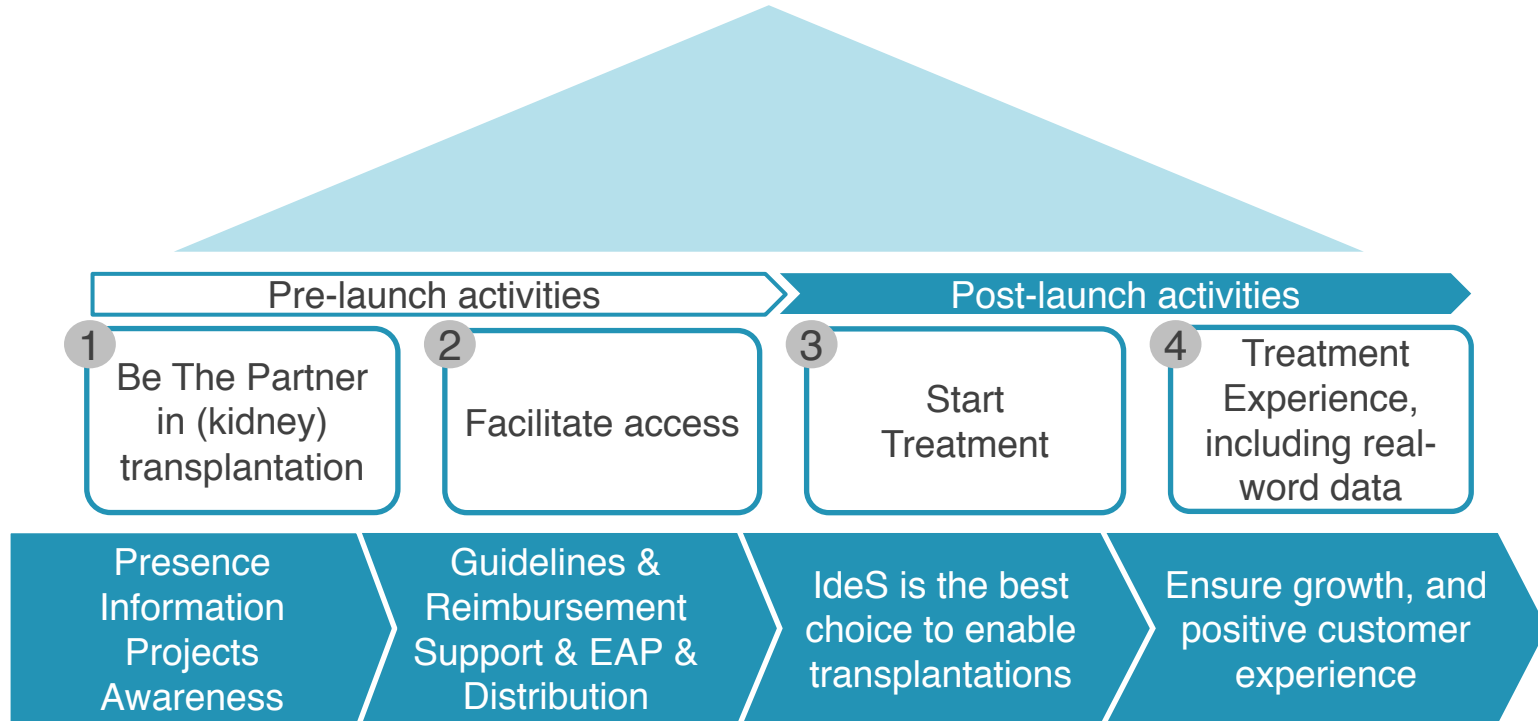 Pre-launch activities
Post-launch activities
1
Be The Partner
in (kidney)
transplantation
2
Facilitate access
3
Start
Treatment
4
Treatment
Experience,
including real-
word data
Presence
Information
Projects
Awareness
Guidelines &
Reimbursement
Support & EAP &
Distribution
IdeS is the best
choice to enable
transplantations
Ensure growth, and
positive customer
experience